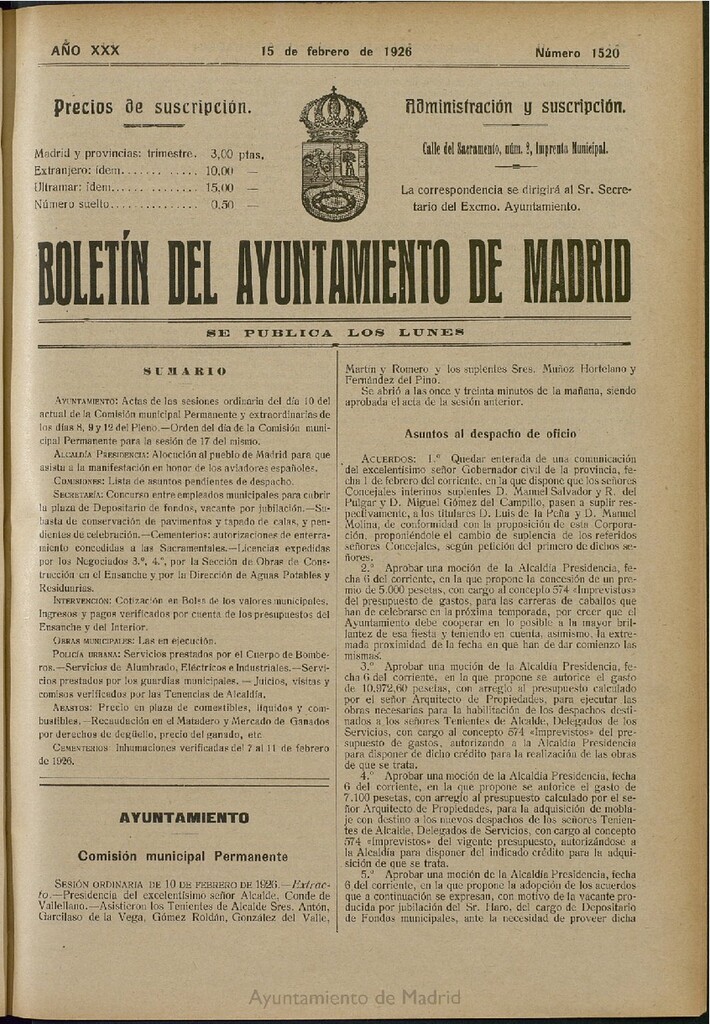 AÑO XXX
15 de febrero de 1926
Número 1520
Precios de suscripción.
Madrid y provincias: trimestre. 3,00 ptas.
Extranjero: ídem............ 10,00 —
Ultramar: ídem............ 15,00 —
Número suelto............ 0,50 —
Administración y suscripción.
Calle del Sacramento, núm. 2, Imprenta Municipal.
La correspondencia se dirigirá al Sr. Secre-
tario del Excmo. Ayuntamiento.
BOLETÍN DEL AYUNTAMIENTO DE MADRID
SE PUBLICA LOS LUNES
SUMARIO
AYUNTAMIENTO: Actas de las sesiones ordinaria del día 10 del
actual de la Comisión municipal Permanente y extraordinarias de
los días 8, 9 y 12 del Pleno.—Orden del día de la Comisión muni-
cipal Permanente para la sesión de 17 del mismo.
ALCALDÍA PRESIDENCIA: Alocución al pueblo de Madrid para que
asista a la manifestación en honor de los aviadores españoles.
COMISIONES: Lista de asuntos pendientes de despacho.
SECRETARÍA: Concurso entre empleados municipales para cubrir
la plaza de Depositario de fondos, vacante por jubilación.—Su-
basta de conservación de pavimentos y tapado de calas, y pen-
dientes de celebración.—Cementerios: autorizaciones de enterra-
miento concedidas a las Sacramentales.—Licencias expedidas
por los Negociados 3.º, 4.º, por la Sección de Obras de Cons-
trucción en el Ensanche y por la Dirección de Aguas Potables y
Residuarias.
INTERVENCIÓN: Cotización en Bolsa de los valores municipales.
Ingresos y pagos verificados por cuenta de los presupuestos del
Ensanche y del Interior.
OBRAS MUNICIPALES: Las en ejecución.
POLICÍA URBANA: Servicios prestados por el Cuerpo de Bombe-
ros.—Servicios de Alumbrado, Eléctricos e Industriales.—Servi-
cios prestados por los guardias municipales. — Juicios, visitas y
comisos verificados por las Tenencias de Alcaldía.
ABASTOS: Precio en plaza de comestibles, líquidos y com-
bustibles. —Recaudación en el Matadero y Mercado de Ganados
por derechos de degüello, precio del ganado, etc
CEMENTERIOS: Inhumaciones verificadas del 7 al 11 de febrero
de 1926.
AYUNTAMIENTO
Comisión municipal Permanente
SESIÓN ORDINARIA DE 10 DE FEBRERO DE 1926.—Extrac-
to.—Presidencia del excelentísimo señor Alcalde, Conde de
Vallellano.—Asistieron los Tenientes de Alcalde Sres. Antón,
Garcilaso de la Vega, Gómez Roldán, González del Valle,
Martín y Romero y los suplentes Sres. Muñoz Hortelano y
Fernández del Pino.
Se abrió a las once y treinta minutos de la mañana, siendo
aprobada el acta de la sesión anterior.
Asuntos al despacho de oficio
ACUERDOS: 1.º Quedar enterada de una comunicación
del excelentísimo señor Gobernador civil de la provincia, fe-
cha 1 de febrero del corriente, en la que dispone que los señores
Concejales interinos suplentes D. Manuel Salvador y R. del
Pulgar y D. Miguel Gómez del Campillo, pasen a suplir res-
pectivamente, a los titulares D. Luis de la Peña y D. Manuel
Molina, de conformidad con la proposición de esta Corpora-
ción, proponiéndole el cambio de suplencia de los referidos
señores Concejales, según petición del primero de dichos se-
ñores.
2.º Aprobar una moción de la Alcaldía Presidencia, fe-
cha 6 del corriente, en la que propone la concesión de un pre-
mio de 5.000 pesetas, con cargo al concepto 574 «Imprevistos»
del presupuesto de gastos, para las carreras de caballos que
han de celebrarse en la próxima temporada, por creer que el
Ayuntamiento debe cooperar en lo posible a la mayor bri-
llantez de esa fiesta y teniendo en cuenta, asimismo, la extre-
mada proximidad de la fecha en que han de dar comienzo las
mismas.
3.º Aprobar una moción de la Alcaldía Presidencia, fe-
cha 6 del corriente, en la que propone se autorice el gasto
de 10.972,60 pesetas, con arreglo al presupuesto calculado
por el señor Arquitecto de Propiedades, para ejecutar las
obras necesarias para la habilitación de los despachos desti-
nados a los señores Tenientes de Alcalde, Delegados de los
Servicios, con cargo al concepto 574 «Imprevistos» del pre-
supuesto de gastos, autorizando a la Alcaldía Presidencia
para disponer de dicho crédito para la realización de las obras
de que se trata.
4.º Aprobar una moción de la Alcaldía Presidencia, fecha
6 del corriente, en la que propone se autorice el gasto de
7.100 pesetas, con arreglo al presupuesto calculado por el se-
ñor Arquitecto de Propiedades, para la adquisición de mobla-
je con destino a los nuevos despachos de los señores Tenien-
tes de Alcalde, Delegados de Servicios, con cargo al concepto
574 «Imprevistos» del vigente presupuesto, autorizándose a
la Alcaldía para disponer del indicado crédito para la adqui-
sición de que se trata.
5.º Aprobar una moción de la Alcaldía Presidencia, fecha
6 del corriente, en la que propone la adopción de los acuerdos
que a continuación se expresan, con motivo de la vacante pro-
ducida por jubilación del Sr. Haro, del cargo de Depositario
de Fondos municipales, ante la necesidad de proveer dicha
Ayuntamiento de Madrid